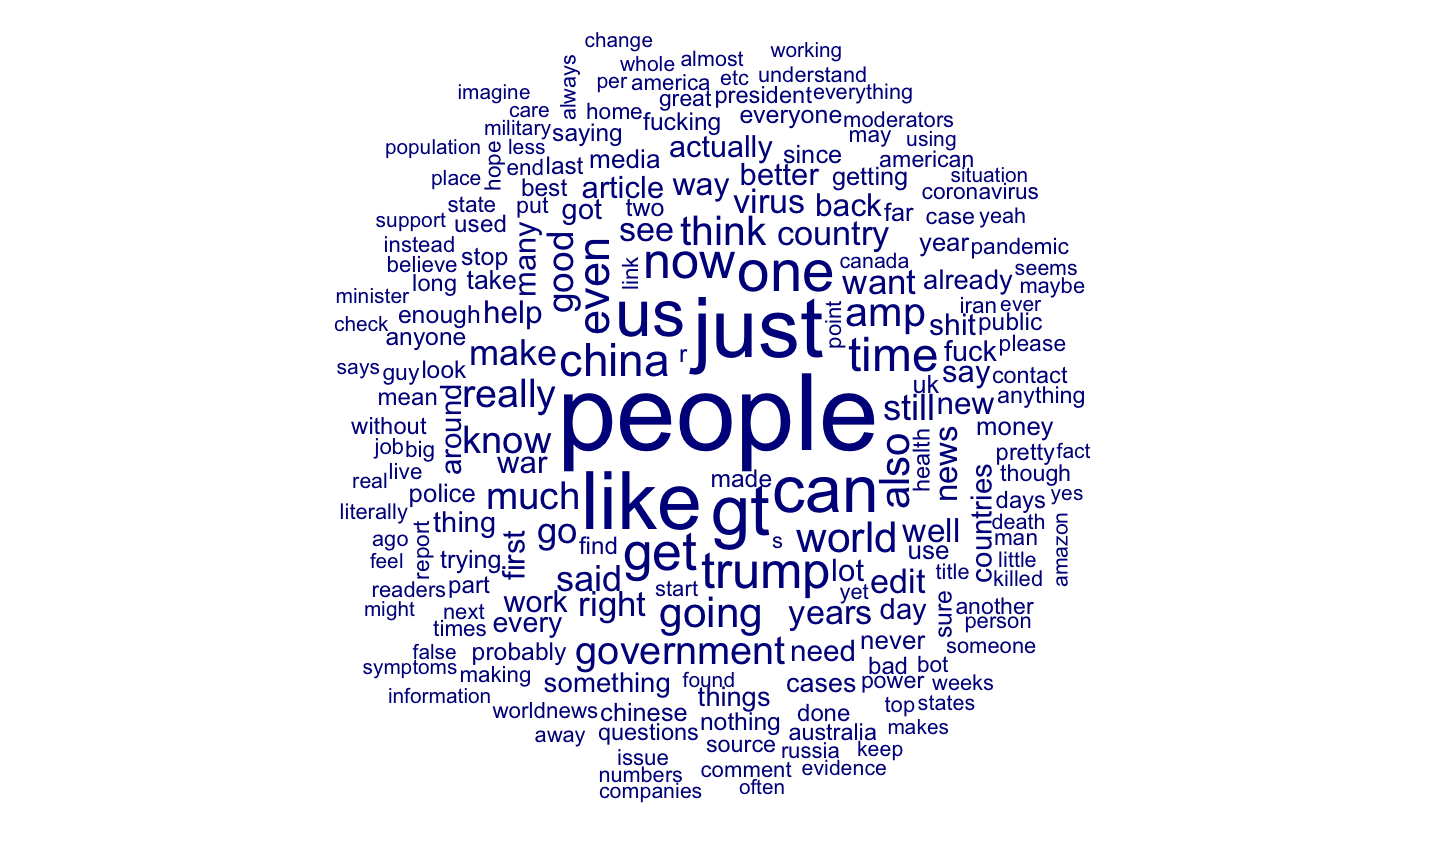 change
working
whole
almost
always
per
america
etc
understand
imagine
great
president
everything
care
home
fucking
everyone
moderators
military
saying
may
using
population
less
hope
end
last
media
actually
since
american
place
best
article
way
better
getting
situation
coronavirus
state
put
got
two
virus
back
far
case
yeah
support
used
see
think
country
year
pandemic
instead
many
good
even
link
now
one
canada
stop
believe
long
take
want
already
seems
maybe
minister
enough
help
us
just
point
amp
shit
iran
ever
public
check
anyone
make
china
r
time
fuck
please
says
guy
look
really
uk
say
contact
mean
around
people
still
new
anything
without
know
also
health
news
money
job
big
war
pretty
fact
real
live
made
can
countries
though
police
much
like
gt
days
yes
literally
thing
go
s
world
well
death
man
amazon
ago
report
first
find
get
use
feel
trying
trump
lot
title
little
readers
part
said
start
yet
edit
killed
might
next
work
right
going
years
day
sure
another
times
every
person
false
probably
government
need
never
someone
symptoms
making
something
found
cases
power
bad
bot
weeks
information
things
top
states
worldnews
chinese
nothing
done
away
questions
australia
makes
source
russia
keep
issue
numbers
comment
evidence
companies
often